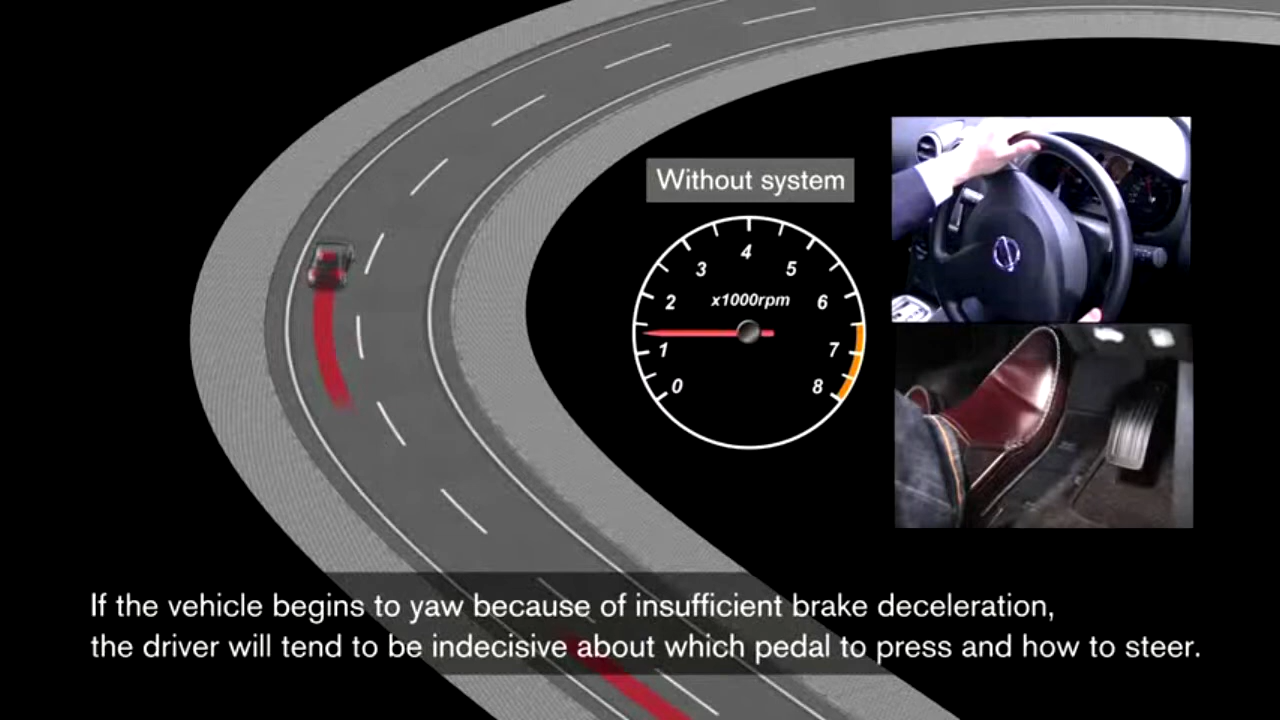 Without system
4
3
5
x1000rpm
2
6
1
7
0
8
If the vehicle begins to yaw because of insufficient brake deceleration,
the driver will tend to be indecisive about which pedal to press and how to steer.